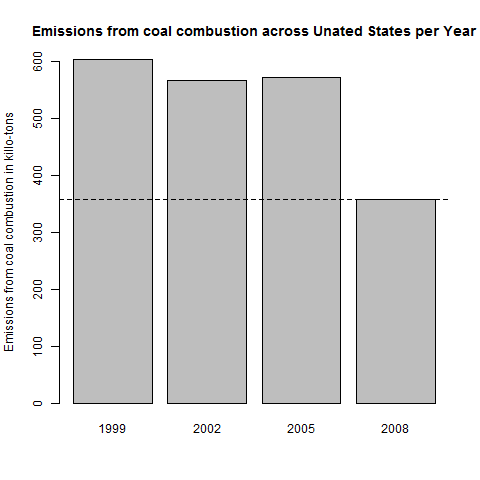 Emissions from coal combustion across Unated States per Year
Emissions from coal combustion in killo-tons
600
500
400
300
200
100
0
1999 2002 2005 2008